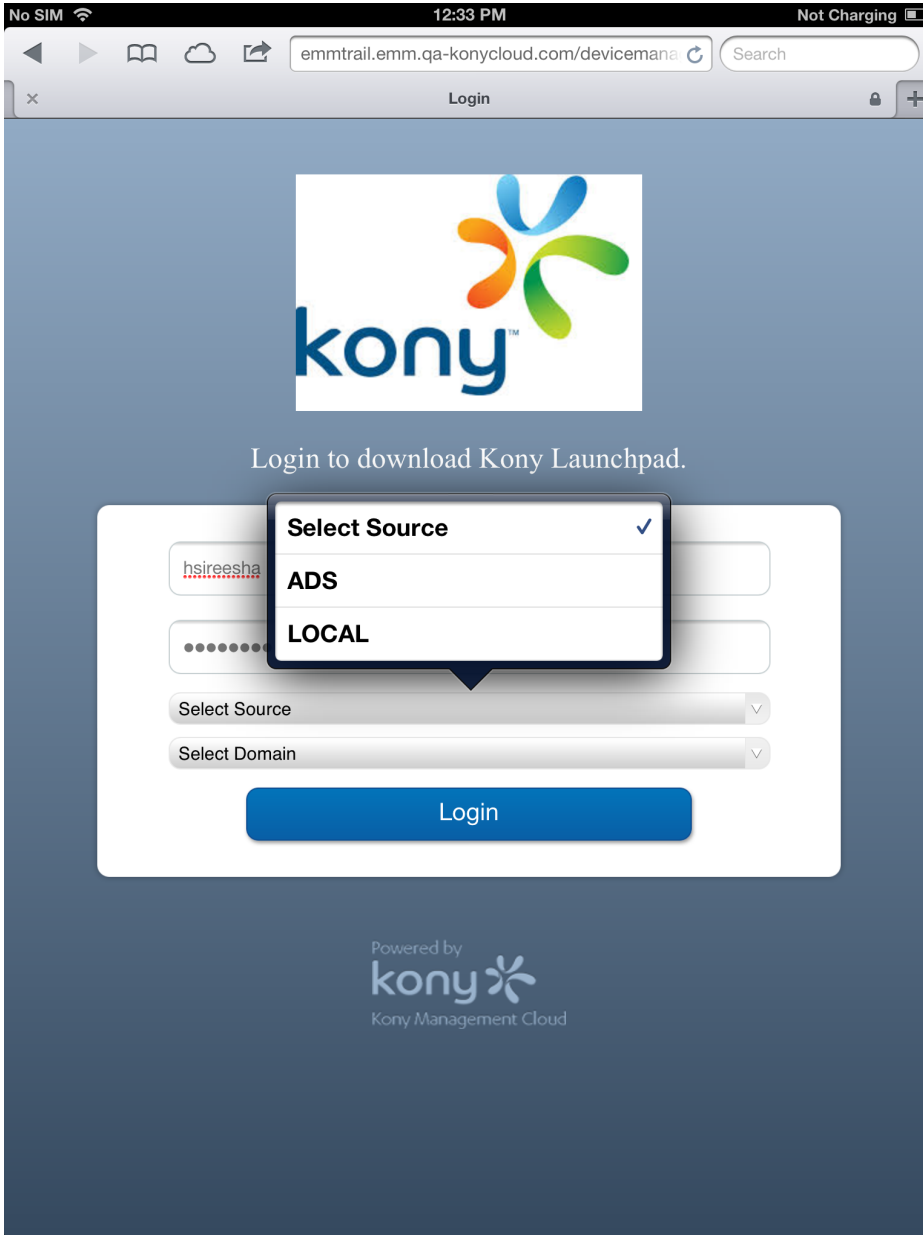 No SIM 12:33 PM Not Charging
emmtrail.emm.qa-konycloud.com/devicemana Search
Login
kony™
Login to download Kony Launchpad.
Select Source
hsireesha
ADS
LOCAL
Select Source
Select Domain
Login
Powered by
kony
Kony Management Cloud